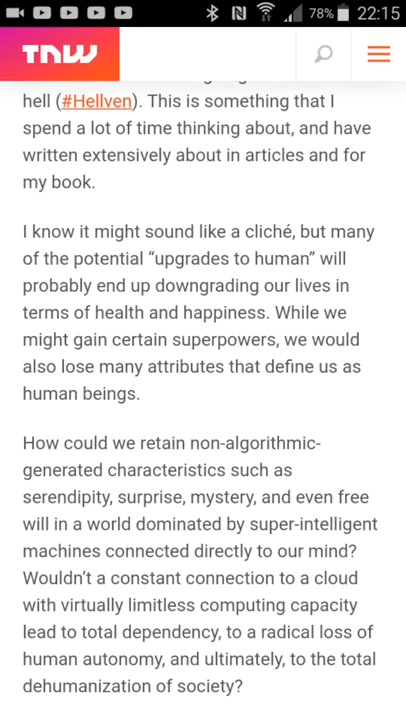 78% 22:15
TNW
hell (#Hellven). This is something that I
spend a lot of time thinking about, and have
written extensively about in articles and for
my book.
I know it might sound like a cliché, but many
of the potential “upgrades to human” will
probably end up downgrading our lives in
terms of health and happiness. While we
might gain certain superpowers, we would
also lose many attributes that define us as
human beings.
How could we retain non-algorithmic-
generated characteristics such as
serendipity, surprise, mystery, and even free
will in a world dominated by super-intelligent
machines connected directly to our mind?
Wouldn’t a constant connection to a cloud
with virtually limitless computing capacity
lead to total dependency, to a radical loss of
human autonomy, and ultimately, to the total
dehumanization of society?